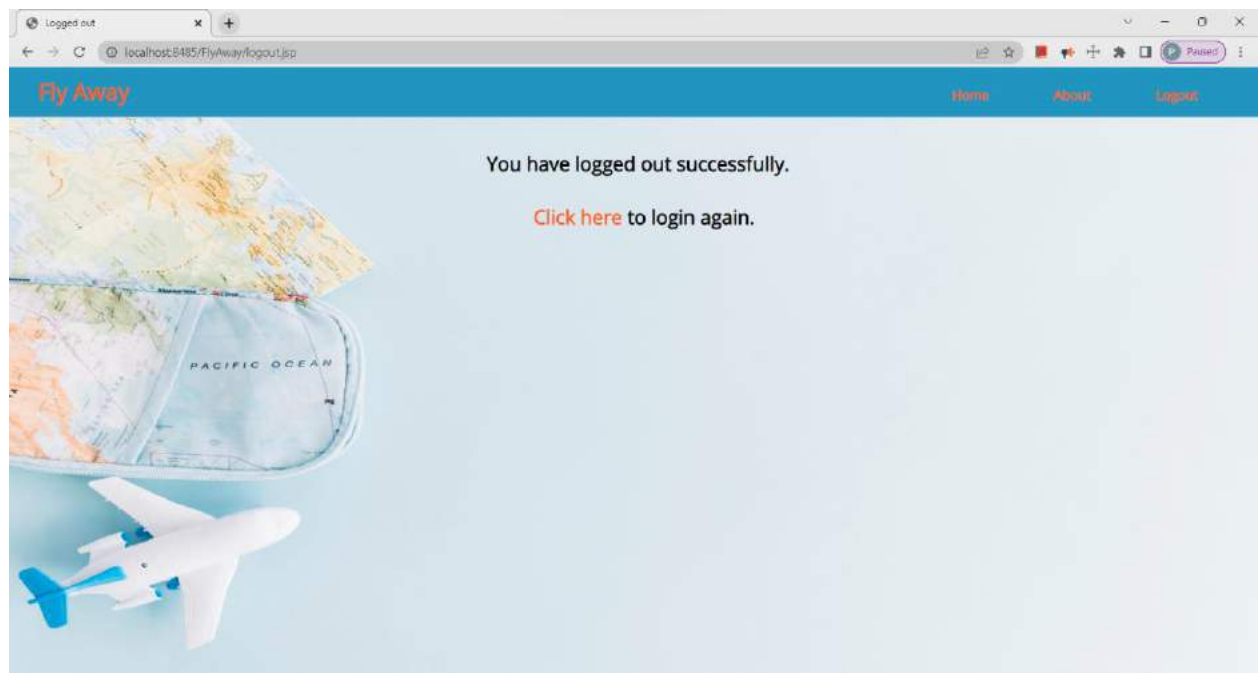 Logged out
localhost:8485/FlyAway/logout.jsp
Paused
Fly Away
Home About Logout
You have logged out successfully.
Click here to login again.
PACIFIC OCEAN